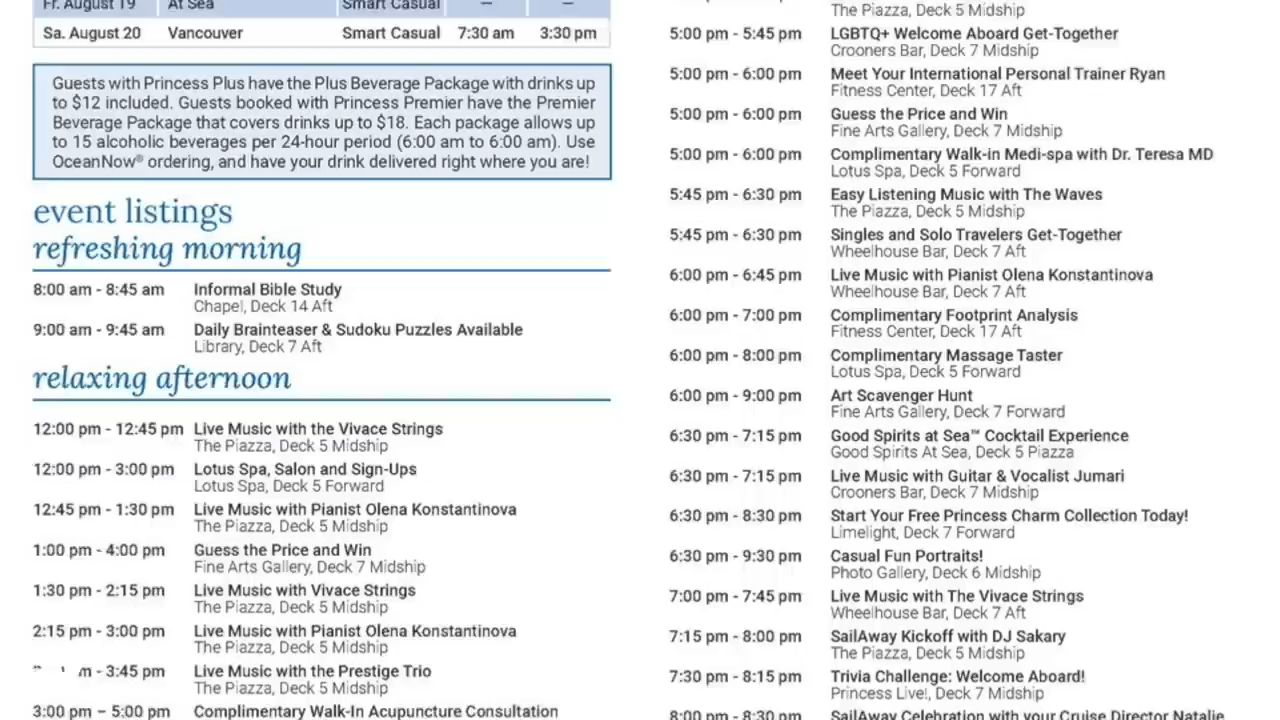 Fr. August 19 At Sea Smart Casual — —
Sa. August 20 Vancouver Smart Casual 7:30 am 3:30 pm
Guests with Princess Plus have the Plus Beverage Package with drinks up
to $12 included. Guests booked with Princess Premier have the Premier
Beverage Package that covers drinks up to $18. Each package allows up
to 15 alcoholic beverages per 24-hour period (6:00 am to 6:00 am). Use
OceanNow® ordering, and have your drink delivered right where you are!
event listings
refreshing morning
8:00 am - 8:45 am Informal Bible Study
Chapel, Deck 14 Aft
9:00 am - 9:45 am Daily Brainteaser & Sudoku Puzzles Available
Library, Deck 7 Aft
relaxing afternoon
12:00 pm - 12:45 pm Live Music with the Vivace Strings
The Piazza, Deck 5 Midship
12:00 pm - 3:00 pm Lotus Spa, Salon and Sign-Ups
Lotus Spa, Deck 5 Forward
12:45 pm - 1:30 pm Live Music with Pianist Olena Konstantinova
The Piazza, Deck 5 Midship
1:00 pm - 4:00 pm Guess the Price and Win
Fine Arts Gallery, Deck 7 Midship
1:30 pm - 2:15 pm Live Music with Vivace Strings
The Piazza, Deck 5 Midship
2:15 pm - 3:00 pm Live Music with Pianist Olena Konstantinova
The Piazza, Deck 5 Midship
- 3:45 pm Live Music with the Prestige Trio
The Piazza, Deck 5 Midship
3:00 pm – 5:00 pm Complimentary Walk-In Acupuncture Consultation
The Piazza, Deck 5 Midship
5:00 pm - 5:45 pm LGBTQ+ Welcome Aboard Get-Together
Crooners Bar, Deck 7 Midship
5:00 pm - 6:00 pm Meet Your International Personal Trainer Ryan
Fitness Center, Deck 17 Aft
5:00 pm - 6:00 pm Guess the Price and Win
Fine Arts Gallery, Deck 7 Midship
5:00 pm - 6:00 pm Complimentary Walk-in Medi-spa with Dr. Teresa MD
Lotus Spa, Deck 5 Forward
5:45 pm - 6:30 pm Easy Listening Music with The Waves
The Piazza, Deck 5 Midship
5:45 pm - 6:30 pm Singles and Solo Travelers Get-Together
Wheelhouse Bar, Deck 7 Aft
6:00 pm - 6:45 pm Live Music with Pianist Olena Konstantinova
Wheelhouse Bar, Deck 7 Aft
6:00 pm - 7:00 pm Complimentary Footprint Analysis
Fitness Center, Deck 17 Aft
6:00 pm - 8:00 pm Complimentary Massage Taster
Lotus Spa, Deck 5 Forward
6:00 pm - 9:00 pm Art Scavenger Hunt
Fine Arts Gallery, Deck 7 Forward
6:30 pm - 7:15 pm Good Spirits at Sea™ Cocktail Experience
Good Spirits At Sea, Deck 5 Piazza
6:30 pm - 7:15 pm Live Music with Guitar & Vocalist Jumari
Crooners Bar, Deck 7 Midship
6:30 pm - 8:30 pm Start Your Free Princess Charm Collection Today!
Limelight, Deck 7 Forward
6:30 pm - 9:30 pm Casual Fun Portraits!
Photo Gallery, Deck 6 Midship
7:00 pm - 7:45 pm Live Music with The Vivace Strings
Wheelhouse Bar, Deck 7 Aft
7:15 pm - 8:00 pm SailAway Kickoff with DJ Sakary
The Piazza, Deck 5 Midship
7:30 pm - 8:15 pm Trivia Challenge: Welcome Aboard!
Princess Live!, Deck 7 Midship
8:00 pm - 8:30 pm SailAway Celebration with your Cruise Director Natalie